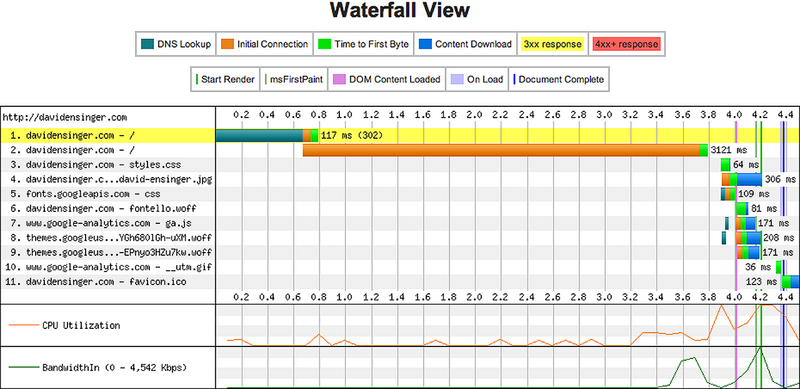 Waterfall View
DNS Lookup Initial Connection Time to First Byte Content Download 3xx response 4xx+ response
Start Render msFirstPaint DOM Content Loaded On Load Document Complete
http://davidensinger.com 0.2 0.4 0.6 0.8 1.0 1.2 1.4 1.6 1.8 2.0 2.2 2.4 2.6 2.8 3.0 3.2 3.4 3.6 3.8 4.0 4.2 4.4
1. davidensinger.com - / 117 ms (302)
2. davidensinger.com - / 3121 ms
3. davidensinger.com - styles.css 64 ms
4. davidensinger.c...david-ensinger.jpg 306 ms
5. fonts.googleapis.com - css 109 ms
6. davidensinger.com - fontello.woff 81 ms
7. www.google-analytics.com - ga.js 171 ms
8. themes.googleus...YGh680lGh-uXM.woff 208 ms
9. themes.googleus...-EPnyo3HZu7kw.woff 171 ms
10. www.google-analytics.com - __utm.gif 36 ms
11. davidensinger.com - favicon.ico 123 ms
0.2 0.4 0.6 0.8 1.0 1.2 1.4 1.6 1.8 2.0 2.2 2.4 2.6 2.8 3.0 3.2 3.4 3.6 3.8 4.0 4.2 4.4
CPU Utilization
BandwidthIn (0 - 4,542 Kbps)